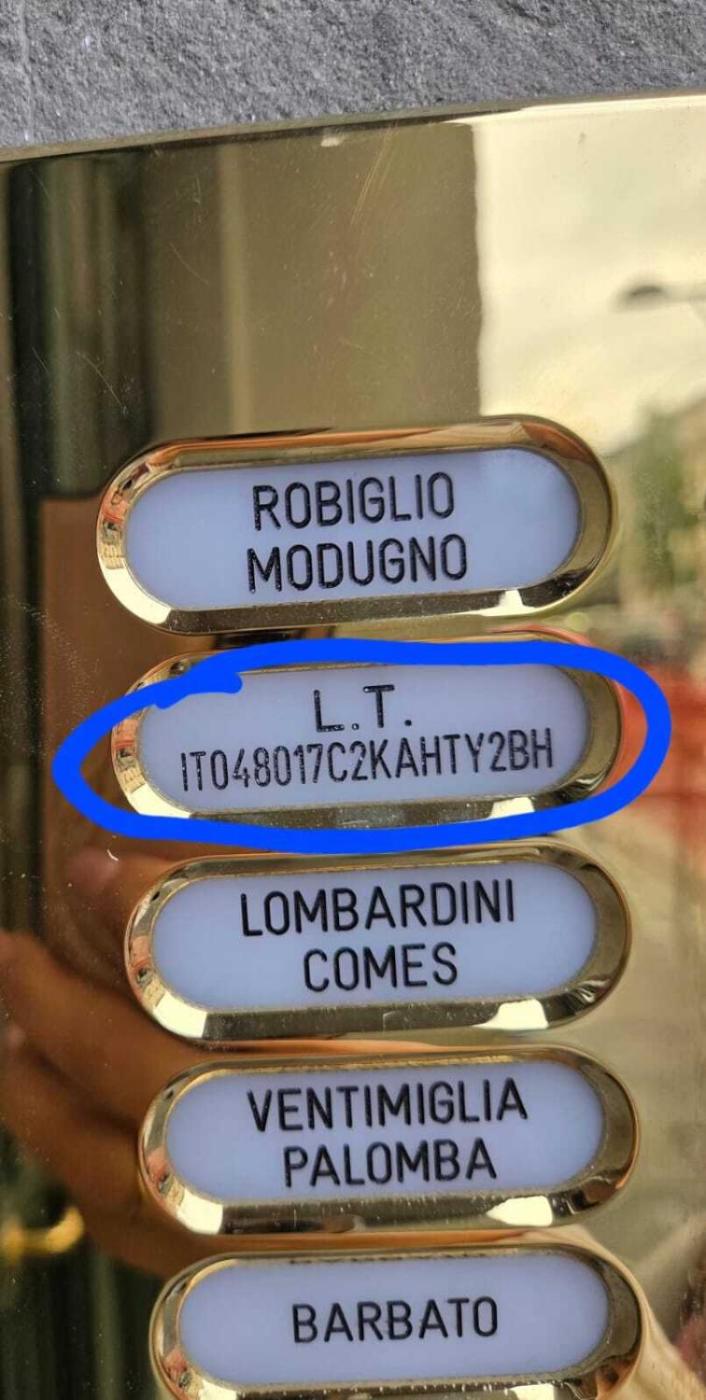 ROBIGLIO
MODUGNO
L.T.
IT048017C2KAHTY2BH
LOMBARDINI
COMES
VENTIMIGLIA
PALOMBA
BARBATO